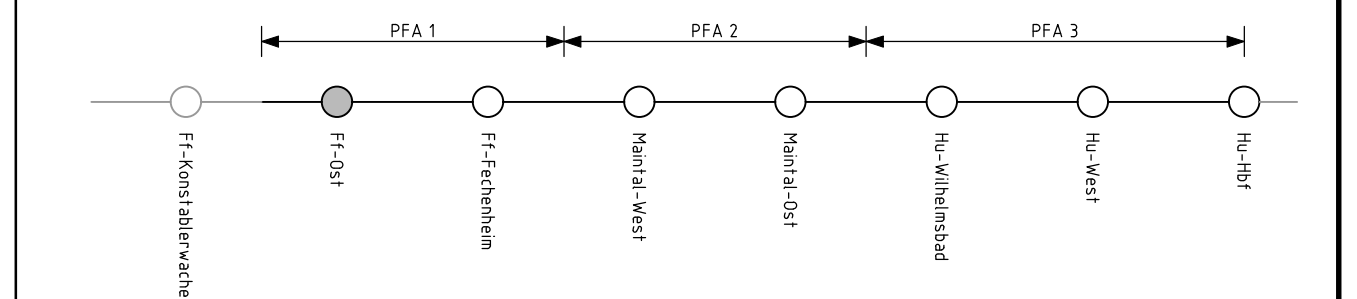 PFA 1
PFA 2
PFA 3
Ff-Konstablerwache
Ff-Ost
Ff-Fechenheim
Maintal-West
Maintal-Ost
Hu-Wilhelmsbad
Hu-West
Hu-Hbf